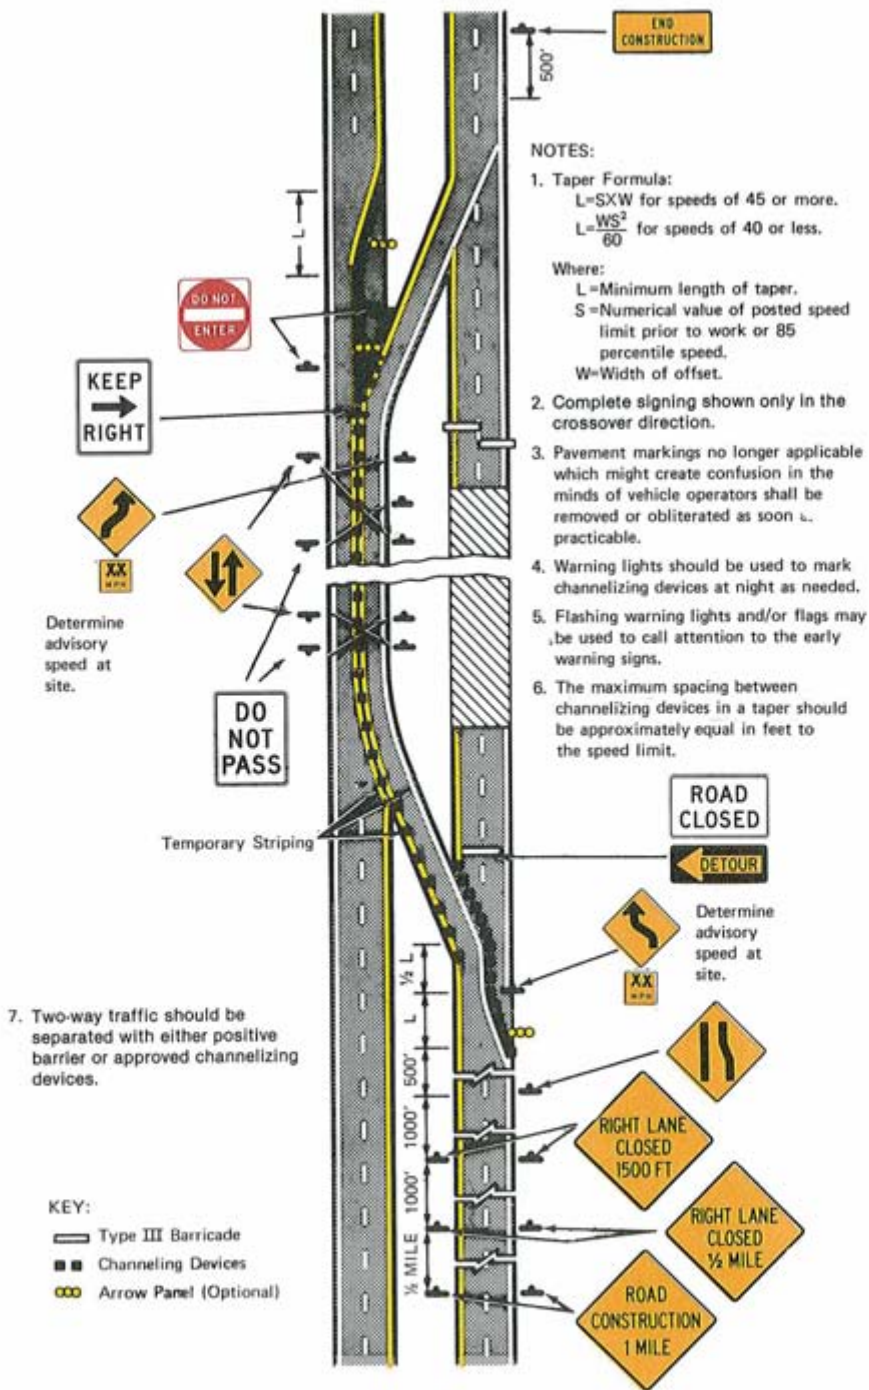 END
CONSTRUCTION
500'
NOTES:
1. Taper Formula:
L=SXW for speeds of 45 or more.
L=WS²/60 for speeds of 40 or less.
Where:
L=Minimum length of taper.
S=Numerical value of posted speed
limit prior to work or 85
percentile speed.
W=Width of offset.
2. Complete signing shown only in the
crossover direction.
3. Pavement markings no longer applicable
which might create confusion in the
minds of vehicle operators shall be
removed or obliterated as soon
practicable.
4. Warning lights should be used to mark
channelizing devices at night as needed.
5. Flashing warning lights and/or flags may
be used to call attention to the early
warning signs.
6. The maximum spacing between
channelizing devices in a taper should
be approximately equal in feet to
the speed limit.
L
DO NOT
ENTER
KEEP
RIGHT
XX
MPH
Determine
advisory
speed at
site.
DO
NOT
PASS
Temporary Striping
ROAD
CLOSED
DETOUR
Determine
advisory
speed at
site.
XX
MPH
½ L
L
500'
1000'
1000'
½ MILE
7. Two-way traffic should be
separated with either positive
barrier or approved channelizing
devices.
RIGHT LANE
CLOSED
1500 FT
RIGHT LANE
CLOSED
½ MILE
ROAD
CONSTRUCTION
1 MILE
KEY:
Type III Barricade
Channeling Devices
Arrow Panel (Optional)